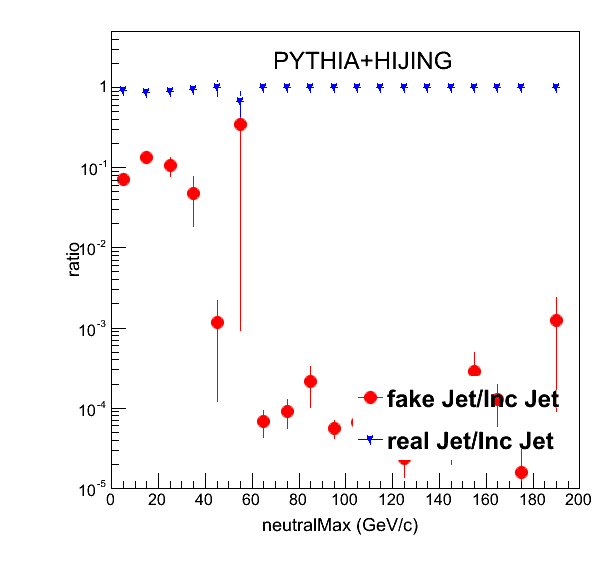 PYTHIA+HIJING
ratio
1
10^-1
10^-2
10^-3
10^-4
10^-5
fake Jet/Inc Jet
real Jet/Inc Jet
0 20 40 60 80 100 120 140 160 180 200
neutralMax (GeV/c)